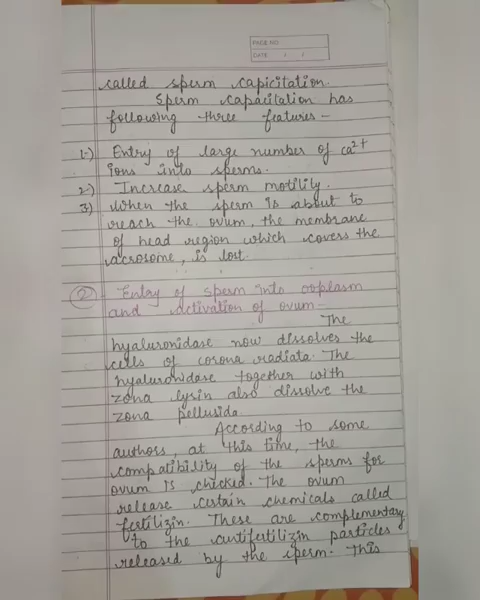 PAGE NO.
DATE / /
called sperm capicitation.
Sperm capacitation has
following three features -
1-) Entry of large number of ca2+
ions into sperms.
2-) Increase sperm motility.
3) when the sperm is about to
reach the ovum, the membrane
of head region which covers the
acrosome, is lost.
② Entry of sperm into ooplasm
and activation of ovum-
The
hyaluronidase now dissolves the
cells of corona radiata. The
hyaluronidase together with
zona lysin also dissolve the
zona pellusida.
According to some
authors, at this time, the
compatibility of the sperms for
ovum is checked. The ovum
release certain chemicals called
fertilizin. These are complementary
to the antifertilizin particles
released by the sperm. This